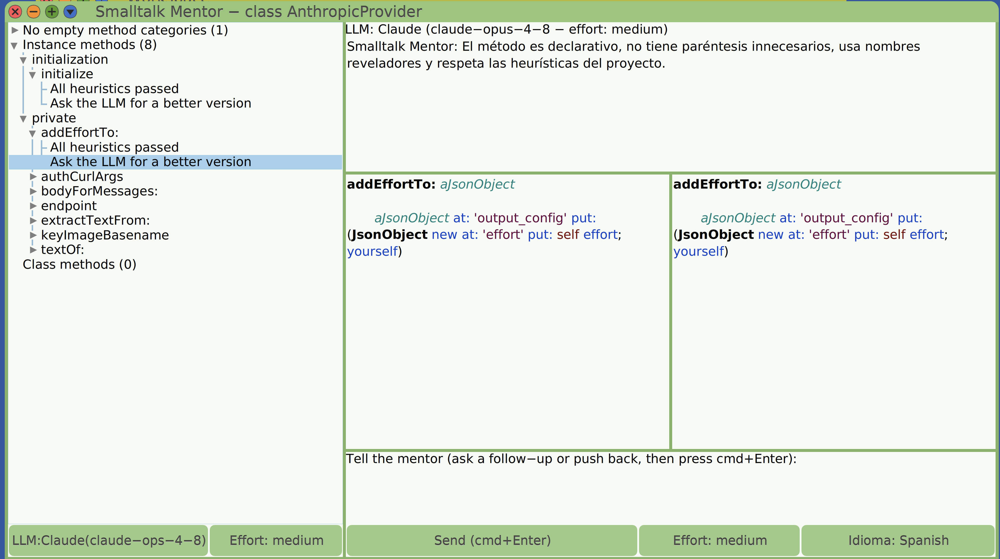 Smalltalk Mentor − class AnthropicProvider
No empty method categories (1)
Instance methods (8)
initialization
initialize
All heuristics passed
Ask the LLM for a better version
private
addEffortTo:
All heuristics passed
Ask the LLM for a better version
authCurlArgs
bodyForMessages:
endpoint
extractTextFrom:
keyImageBasename
textOf:
Class methods (0)
LLM: Claude (claude−opus−4−8 − effort: medium)
Smalltalk Mentor: El método es declarativo, no tiene paréntesis innecesarios, usa nombres
reveladores y respeta las heurísticas del proyecto.
addEffortTo: aJsonObject
aJsonObject at: 'output_config' put:
(JsonObject new at: 'effort' put: self effort;
yourself)
addEffortTo: aJsonObject
aJsonObject at: 'output_config' put:
(JsonObject new at: 'effort' put: self effort;
yourself)
Tell the mentor (ask a follow−up or push back, then press cmd+Enter):
LLM:Claude(claude−ops−4−8)
Effort: medium
Send (cmd+Enter)
Effort: medium
Idioma: Spanish